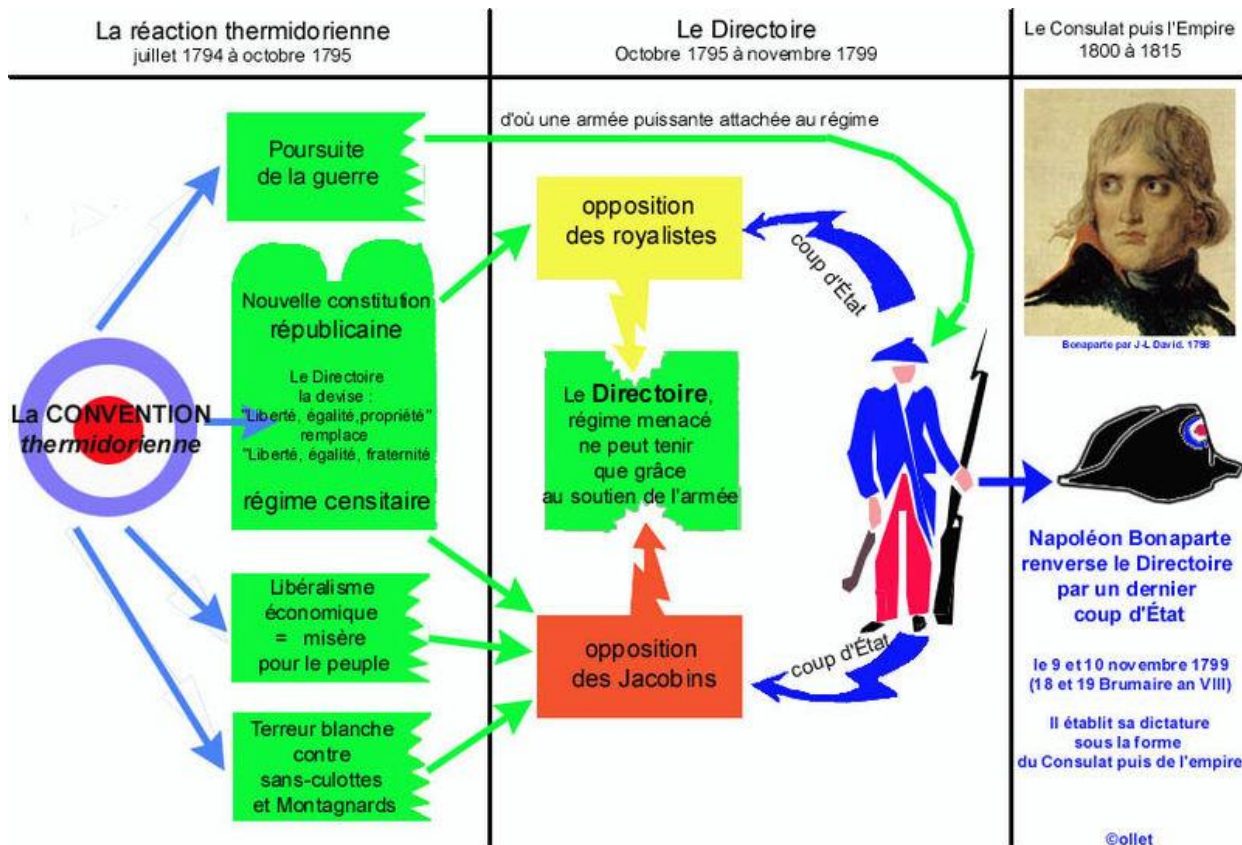 La réaction thermidorienne
juillet 1794 à octobre 1795
Le Directoire
Octobre 1795 à novembre 1799
Le Consulat puis l'Empire
1800 à 1815
Poursuite
de la guerre
Nouvelle constitution
républicaine
Le Directoire
la devise :
"Liberté, égalité,propriété"
remplace
"Liberté, égalité, fraternité
régime censitaire
La CONVENTION
thermidorienne
Libéralisme
économique
= misère
pour le peuple
Terreur blanche
contre
sans-culottes
et Montagnards
d'où une armée puissante attachée au régime
opposition
des royalistes
coup d'État
Le Directoire,
régime menacé
ne peut tenir
que grâce
au soutien de l'armée
opposition
des Jacobins
coup d'État
Bonaparte par J-L David. 1798
Napoléon Bonaparte
renverse le Directoire
par un dernier
coup d'État
le 9 et 10 novembre 1799
(18 et 19 Brumaire an VIII)
Il établit sa dictature
sous la forme
du Consulat puis de l'empire
©ollet